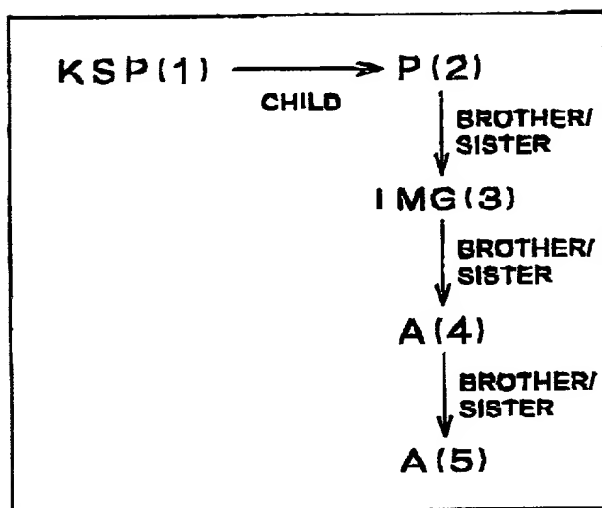 KSP(1) P(2)
CHILD
BROTHER/
SISTER
IMG(3)
BROTHER/
SISTER
A(4)
BROTHER/
SISTER
A(5)